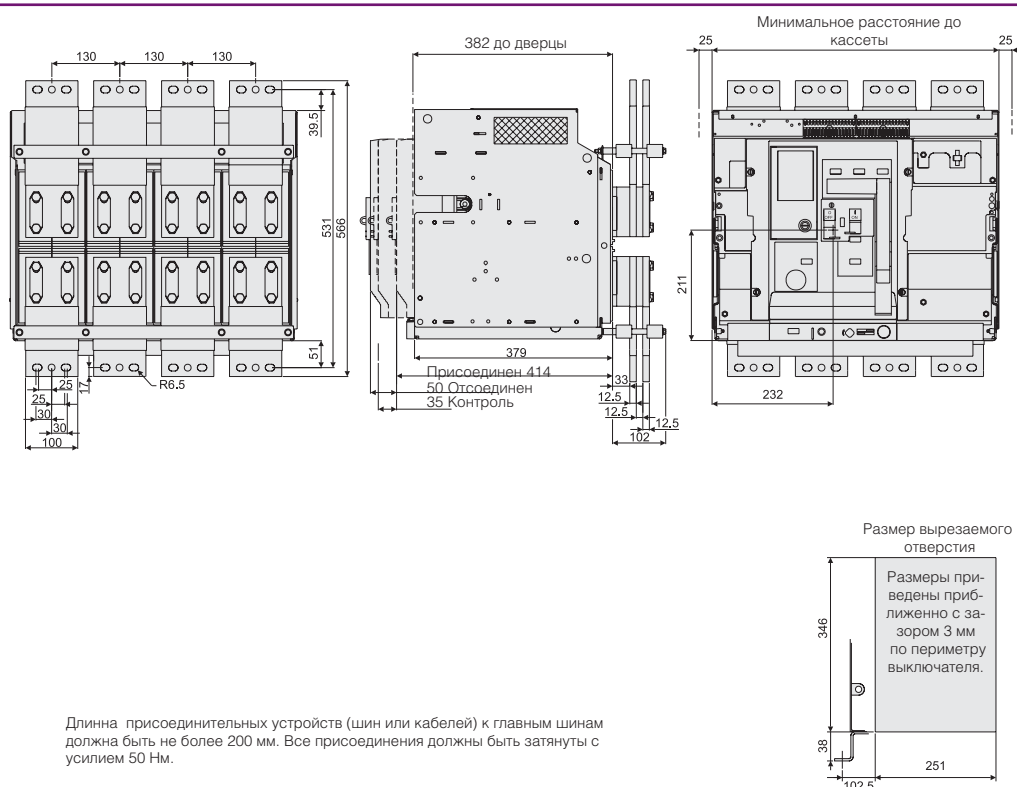 130
130
130
39.5
531
566
51
17
R6.5
25
25
30
30
100
382 до дверцы
379
Присоединен 414
50 Отсоединен
35 Контроль
33
12.5
12.5
12.5
102
Минимальное расстояние до
кассеты
25
25
OFF
ON
211
232
Размер вырезаемого
отверстия
Размеры при-
ведены приб-
лиженно с за-
зором 3 мм
по периметру
выключателя.
346
38
102.5
251
Длинна присоединительных устройств (шин или кабелей) к главным шинам
должна быть не более 200 мм. Все присоединения должны быть затянуты с
усилием 50 Нм.